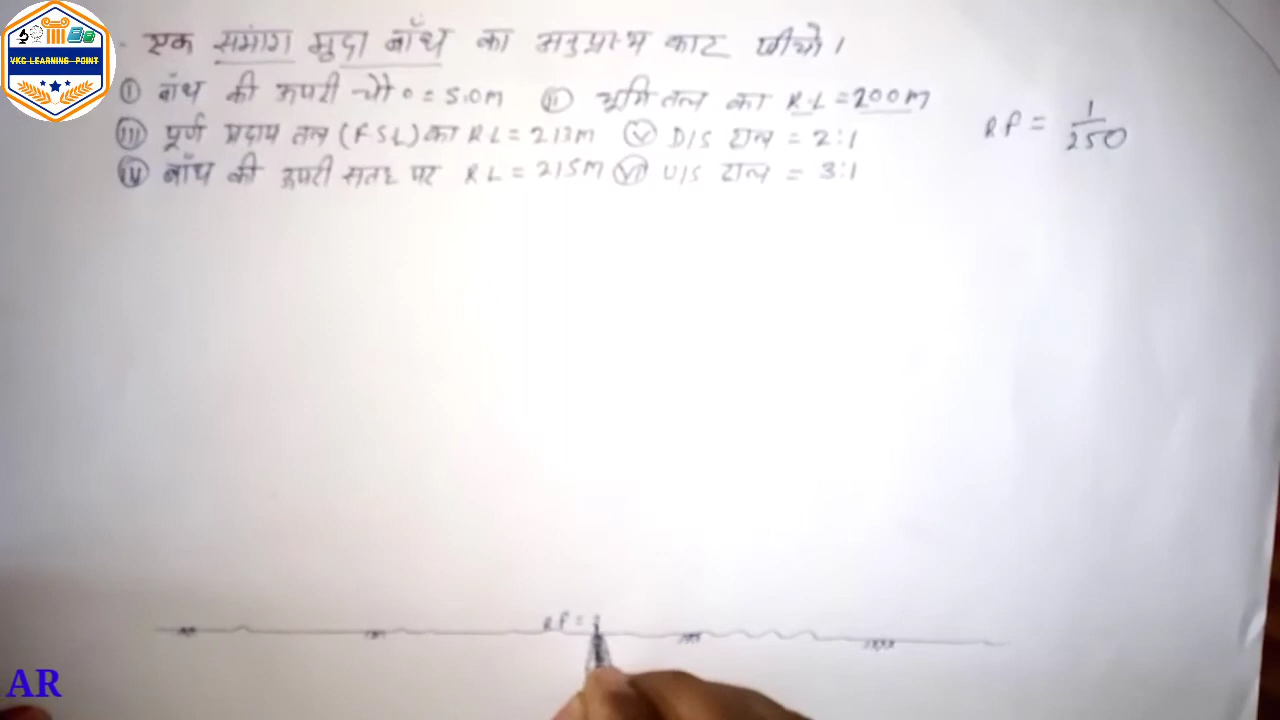 VKG LEARNING POINT
एक समांग मृदा बाँध का अनुप्रस्थ काट खींचो।
(I) बाँध की ऊपरी चौ० = 5.0m (II) भूमि तल का R.L = 200m
RF = 1/250
(III) पूर्ण प्रदाय तल (FSL) का RL = 213m (V) D/S ढाल = 2:1
(IV) बाँध की ऊपरी सतह पर RL = 215m (VI) U/S ढाल = 3:1
RF =
AR